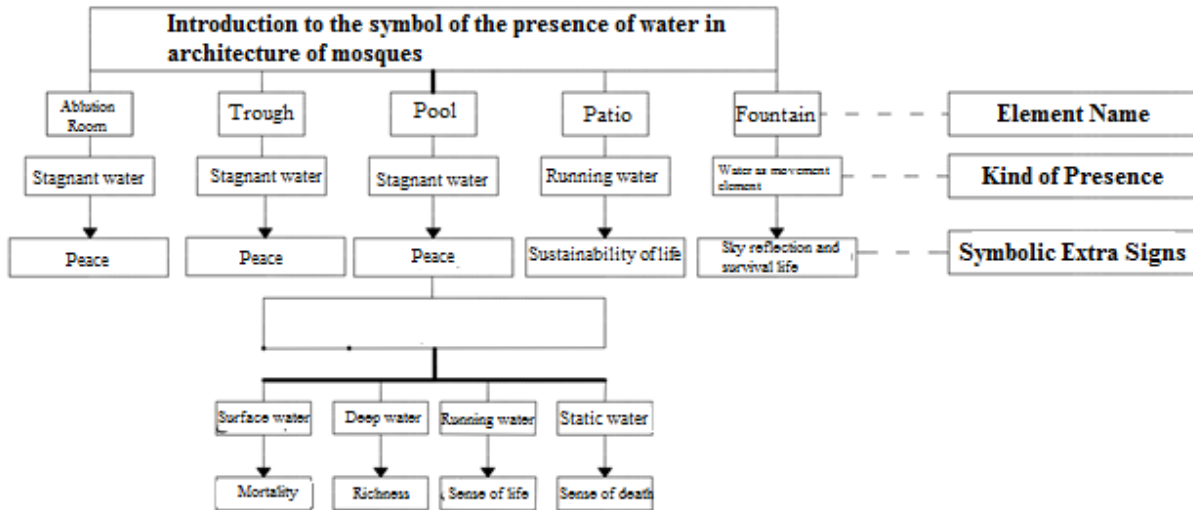 Introduction to the symbol of the presence of water in
architecture of mosques
Ablution
Room
Trough
Pool
Patio
Fountain
Element Name
Stagnant water
Stagnant water
Stagnant water
Running water
Water as movement
element
Kind of Presence
Peace
Peace
Peace
Sustainability of life
Sky reflection and
survival life
Symbolic Extra Signs
Surface water
Deep water
Running water
Static water
Mortality
Richness
Sense of life
Sense of death